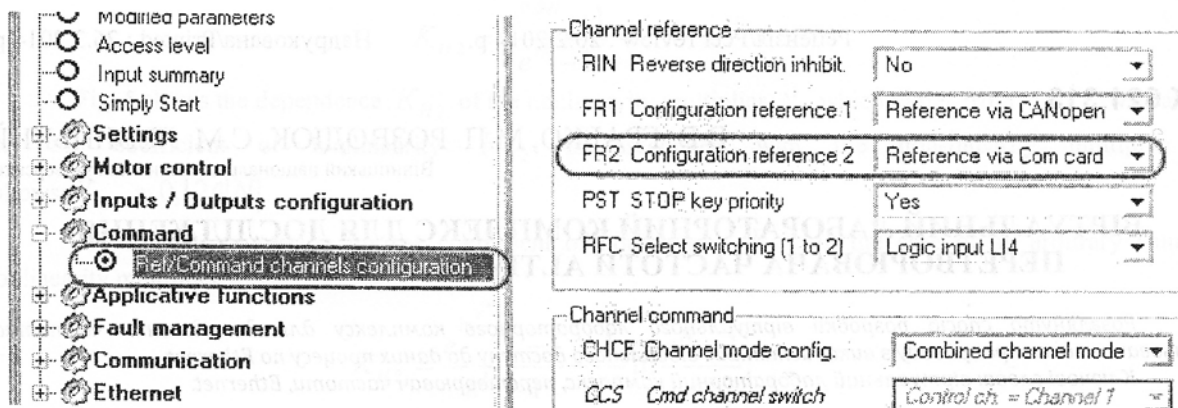 Modified parameters
Access level
Input summary
Simply Start
Settings
Motor control
Inputs / Outputs configuration
Command
Ref/Command channels configuration
Applicative functions
Fault management
Communication
Ethernet
Channel reference
RIN Reverse direction inhibit. No
FR1 Configuration reference 1 Reference via CANopen
FR2 Configuration reference 2 Reference via Com card
PST STOP key priority Yes
RFC Select switching (1 to 2) Logic input LI4
Channel command
CHCF Channel mode config. Combined channel mode
CCS Cmd channel switch Control ch. = Channel 1